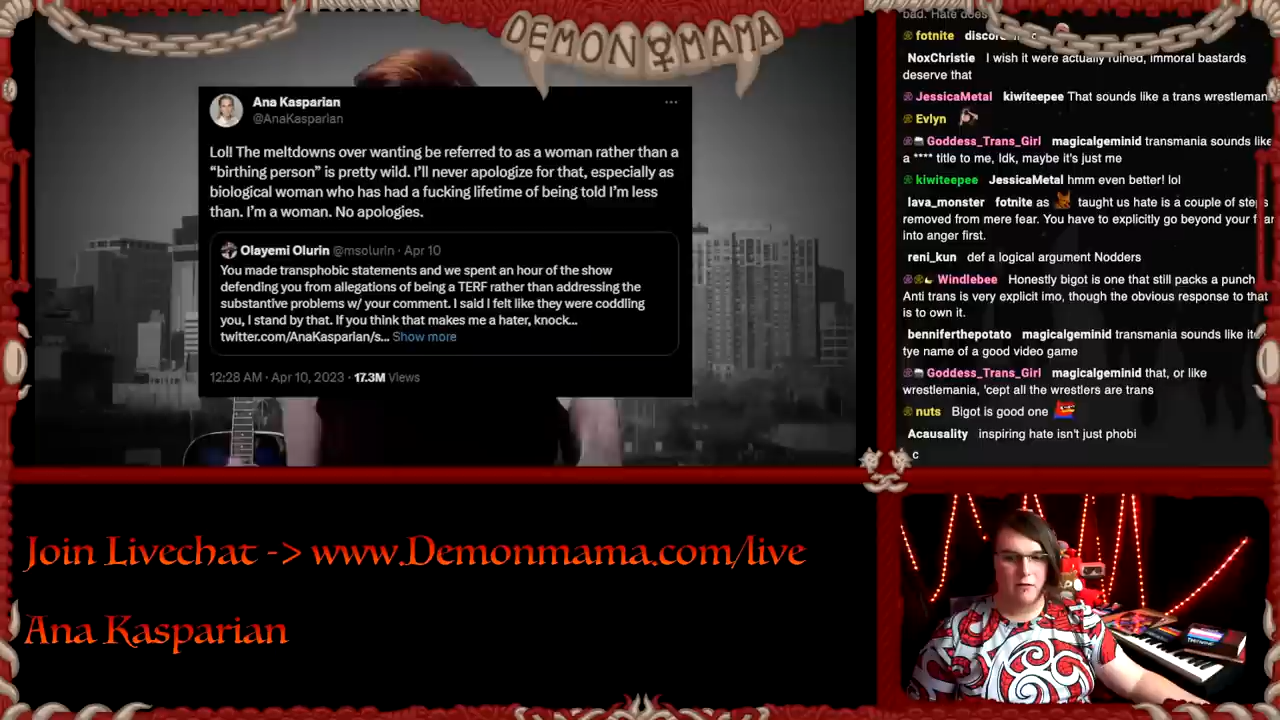 DEMON MAMA
Ana Kasparian
@AnaKasparian
Lol! The meltdowns over wanting be referred to as a woman rather than a
“birthing person” is pretty wild. I’ll never apologize for that, especially as
biological woman who has had a fucking lifetime of being told I’m less
than. I’m a woman. No apologies.
Olayemi Olurin @msolurin · Apr 10
You made transphobic statements and we spent an hour of the show
defending you from allegations of being a TERF rather than addressing the
substantive problems w/ your comment. I said I felt like they were coddling
you, I stand by that. If you think that makes me a hater, knock...
twitter.com/AnaKasparian/s... Show more
12:28 AM · Apr 10, 2023 · 17.3M Views
bad. Hate does
fotnite
NoxChristie I wish it were actually ruined, immoral bastards
deserve that
JessicaMetal kiwiteepee That sounds like a trans wrestleman
Evlyn
Goddess_Trans_Girl magicalgeminid transmania sounds like
a **** title to me, Idk, maybe it's just me
kiwiteepee JessicaMetal hmm even better! lol
lava_monster fotnite as taught us hate is a couple of steps
removed from mere fear. You have to explicitly go beyond your fear
into anger first.
reni_kun def a logical argument Nodders
Windlebee Honestly bigot is one that still packs a punch
Anti trans is very explicit imo, though the obvious response to that
is to own it.
benniferthepotato magicalgeminid transmania sounds like
tye name of a good video game
Goddess_Trans_Girl magicalgeminid that, or like
wrestlemania, 'cept all the wrestlers are trans
nuts Bigot is good one
Acausality inspiring hate isn't just phobi
c
Join Livechat -> www.Demonmama.com/live
Ana Kasparian